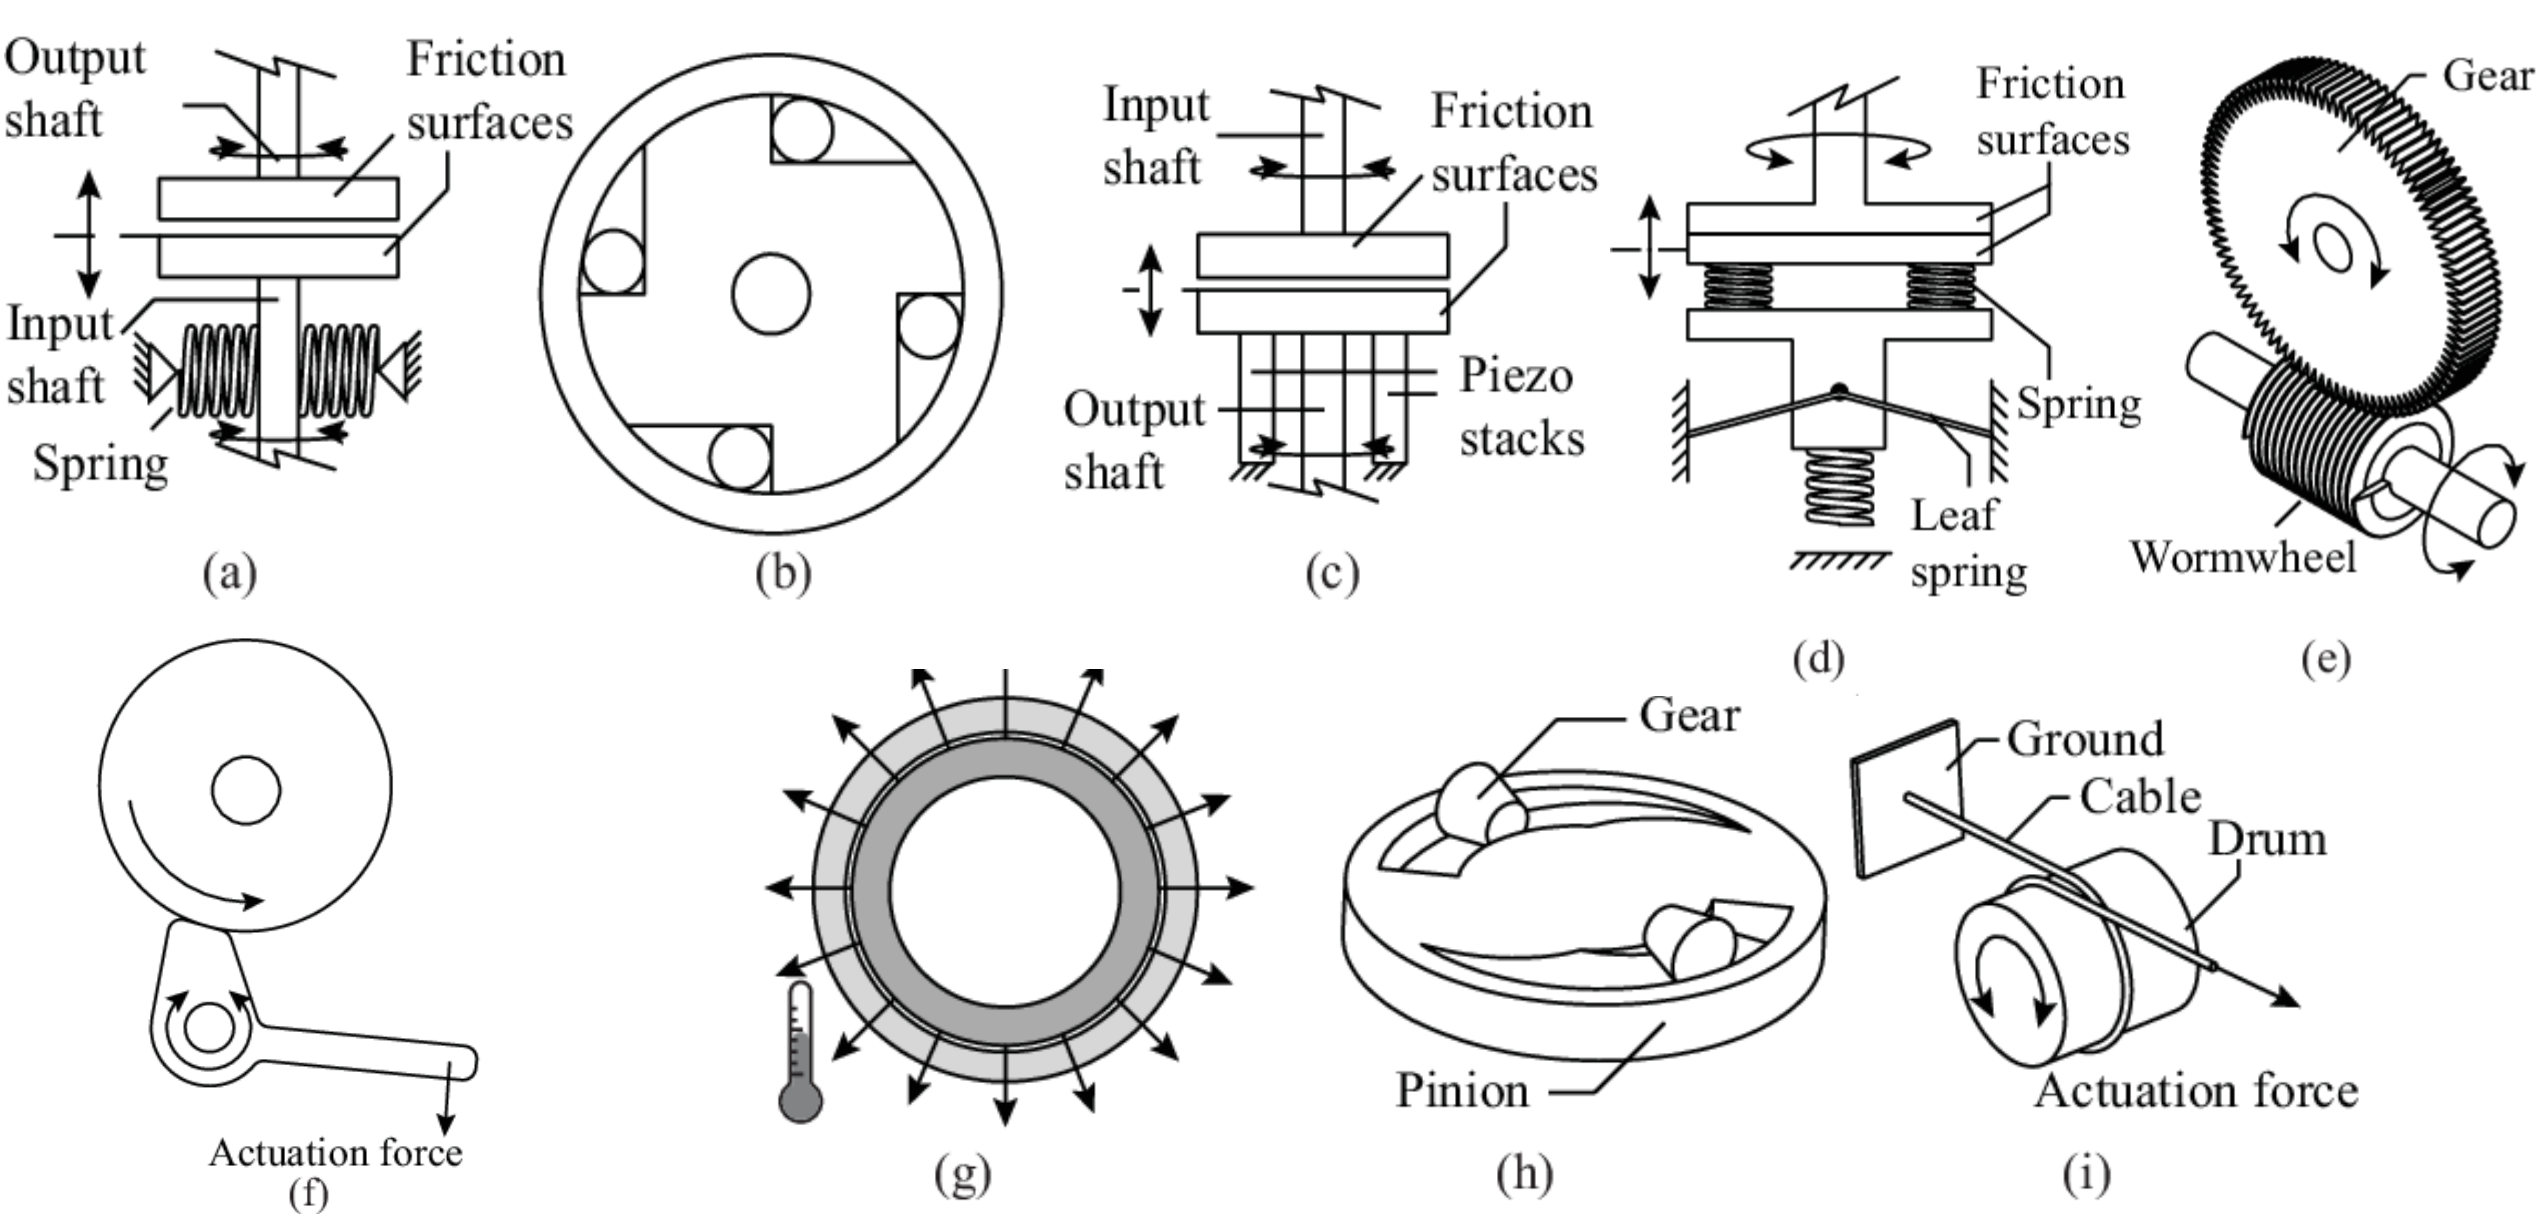 Output
shaft
Friction
surfaces
Input
shaft
Spring
(a)
(b)
Input
shaft
Friction
surfaces
Output
shaft
Piezo
stacks
(c)
Friction
surfaces
Spring
Leaf
spring
(d)
Gear
Wormwheel
(e)
Actuation force
(f)
(g)
Gear
Pinion
(h)
Ground
Cable
Drum
Actuation force
(i)